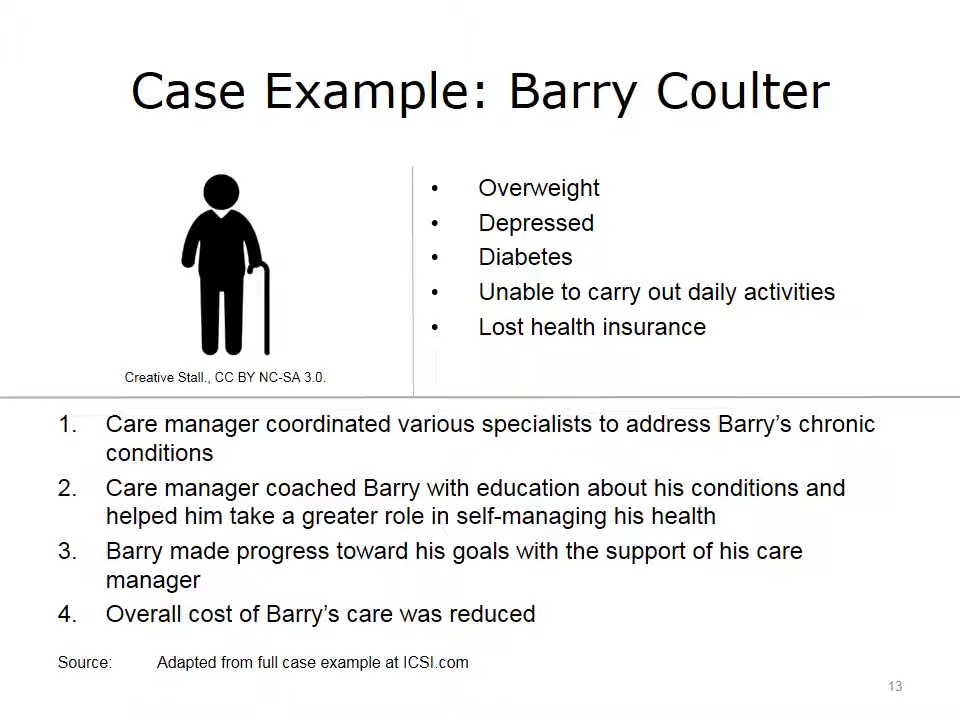 Case Example: Barry Coulter
• Overweight
• Depressed
• Diabetes
• Unable to carry out daily activities
• Lost health insurance
Creative Stall., CC BY NC-SA 3.0.
1. Care manager coordinated various specialists to address Barry’s chronic
conditions
2. Care manager coached Barry with education about his conditions and
helped him take a greater role in self-managing his health
3. Barry made progress toward his goals with the support of his care
manager
4. Overall cost of Barry’s care was reduced
Source: Adapted from full case example at ICSI.com
13